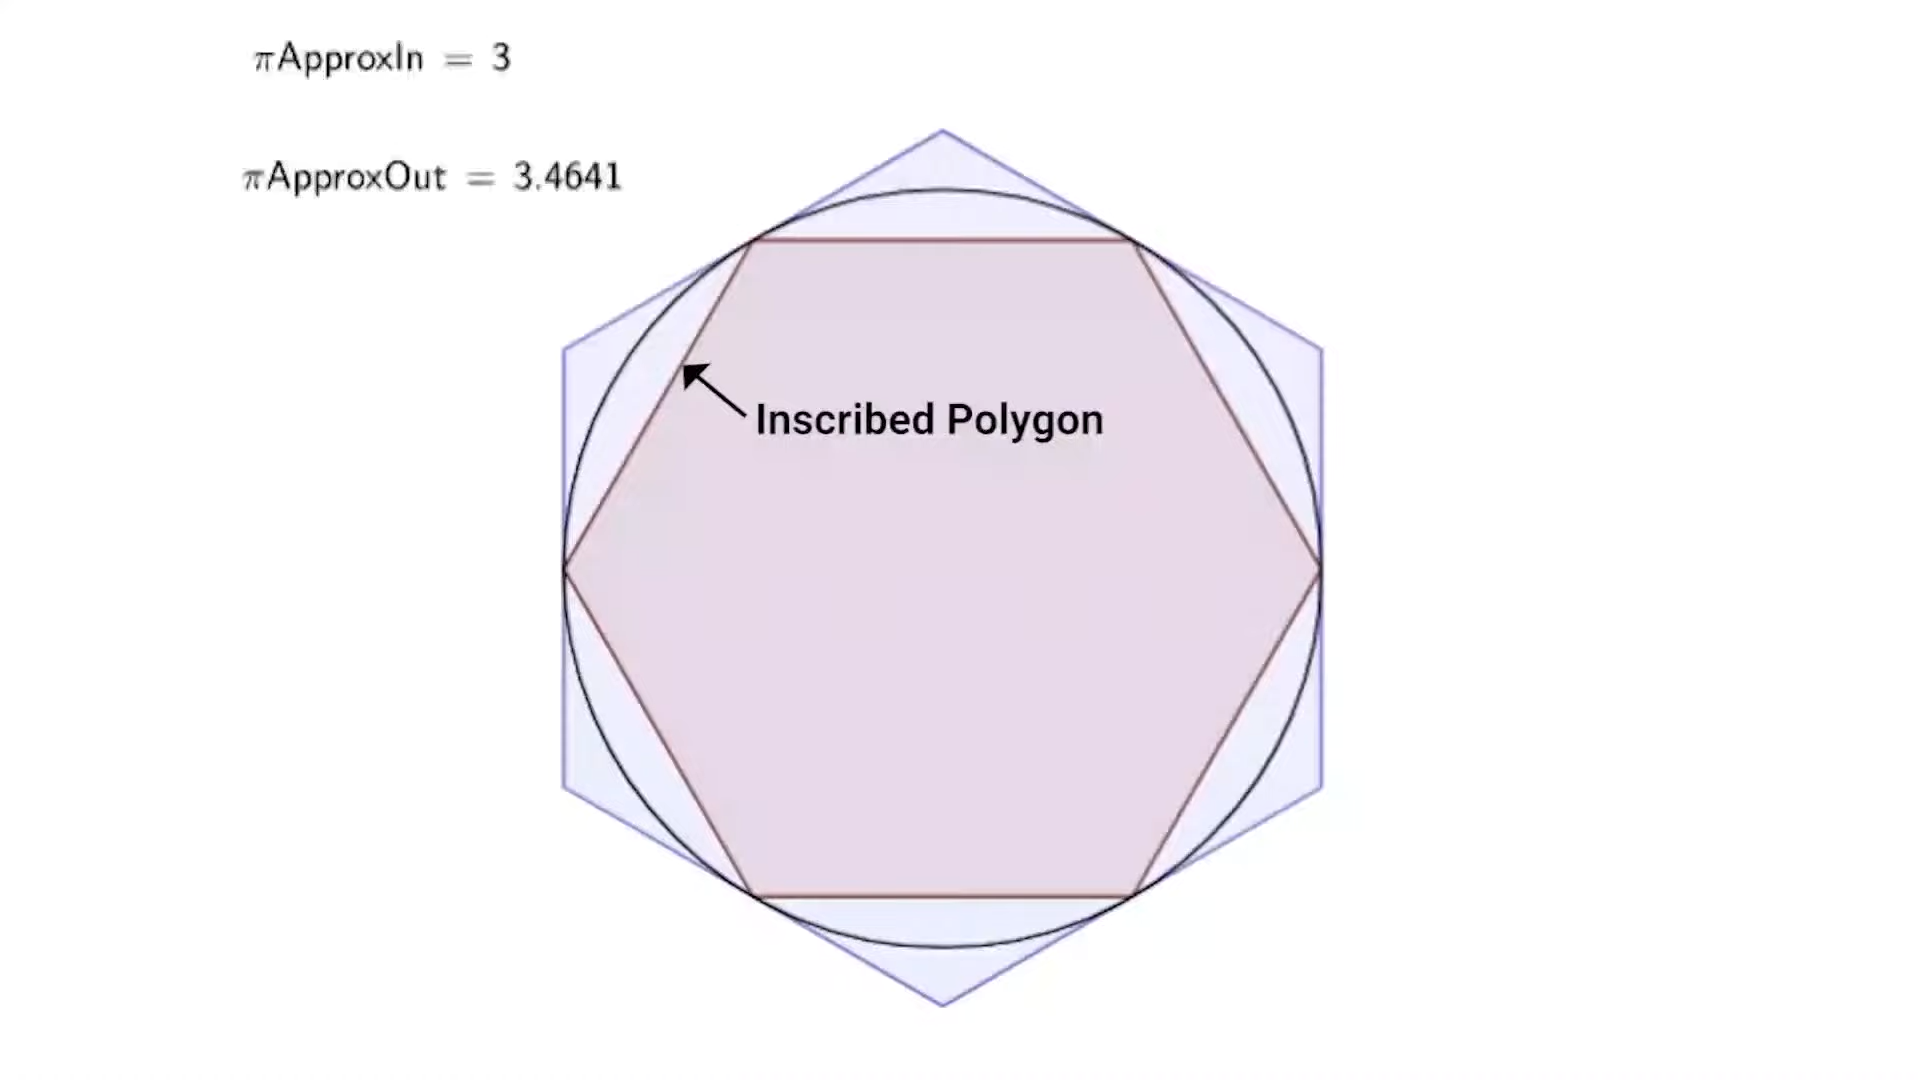 πApproxIn = 3
πApproxOut = 3.4641
Inscribed Polygon